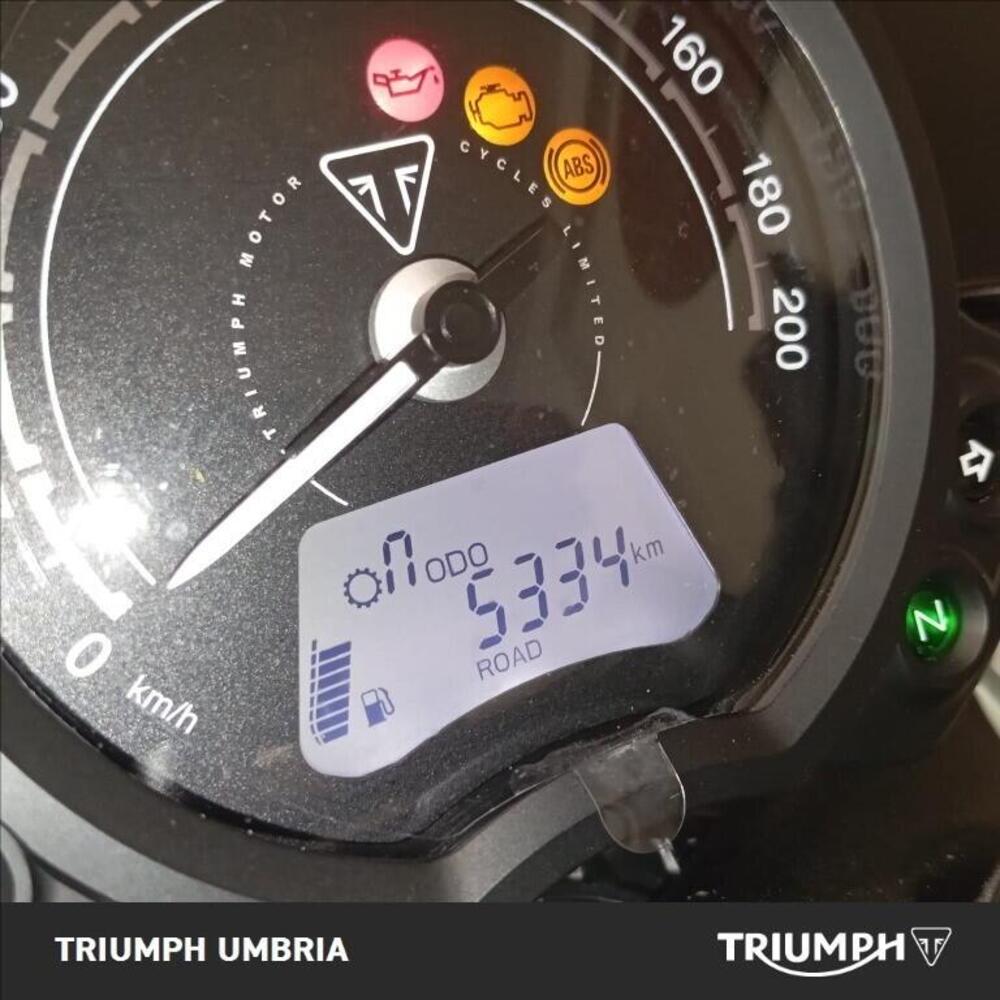 160
180
200
ABS
TRIUMPH MOTOR CYCLES LIMITED
n ODO
5334 km
ROAD
N
0
km/h
TRIUMPH UMBRIA
TRIUMPH